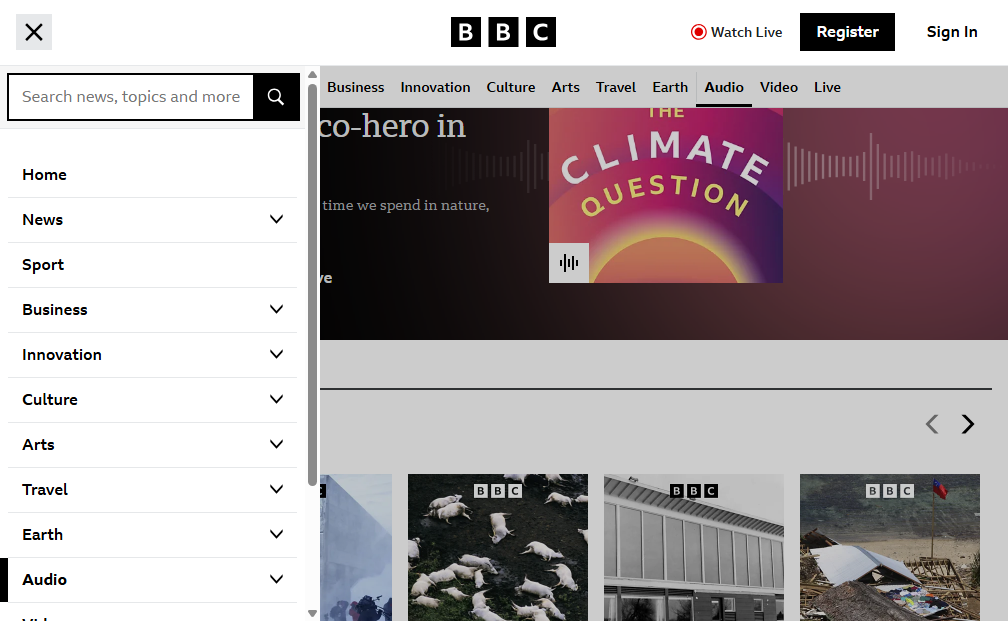 BBC
Watch Live
Register
Sign In
Search news, topics and more
Business
Innovation
Culture
Arts
Travel
Earth
Audio
Video
Live
Home
News
Sport
Business
Innovation
Culture
Arts
Travel
Earth
Audio
co-hero in
time we spend in nature,
ve
THE
CLIMATE
QUESTION
BBC
BBC
BBC